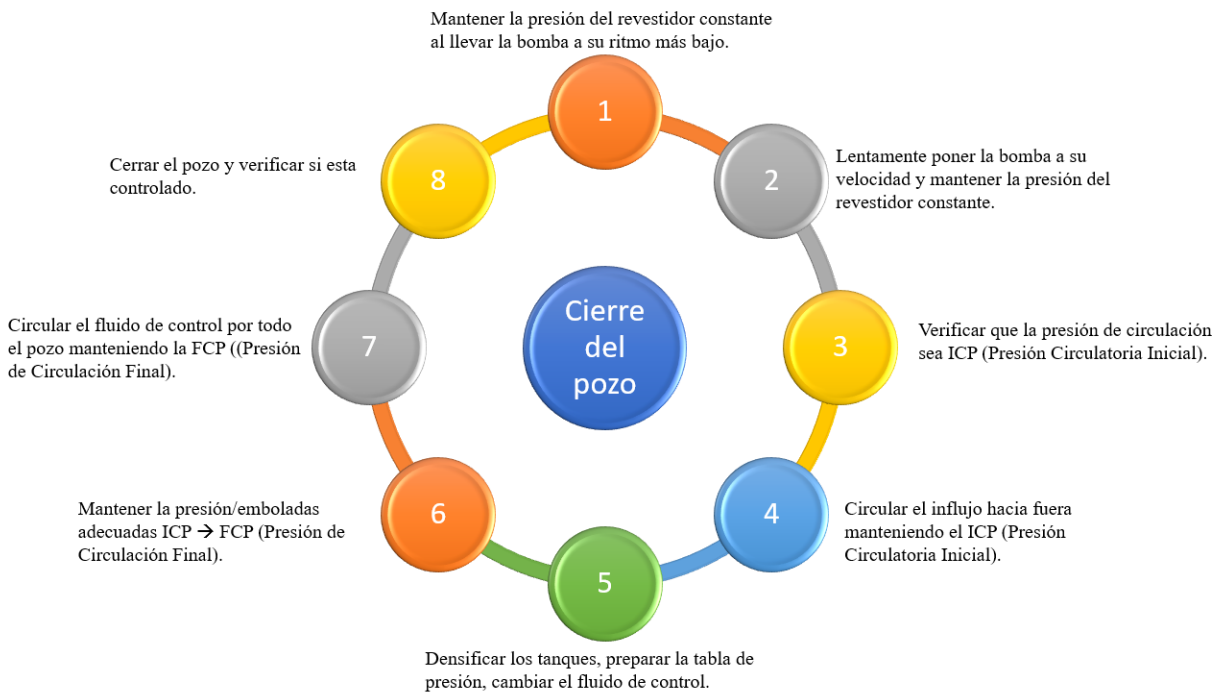 Mantener la presión del revestidor constante
al llevar la bomba a su ritmo más bajo.
1
2
Lentamente poner la bomba a su
velocidad y mantener la presión del
revestidor constante.
3
Verificar que la presión de circulación
sea ICP (Presión Circulatoria Inicial).
4
Circular el influjo hacia fuera
manteniendo el ICP (Presión
Circulatoria Inicial).
5
Densificar los tanques, preparar la tabla de
presión, cambiar el fluido de control.
6
Mantener la presión/emboladas
adecuadas ICP → FCP (Presión de
Circulación Final).
7
Circular el fluido de control por todo
el pozo manteniendo la FCP ((Presión
de Circulación Final).
8
Cerrar el pozo y verificar si esta
controlado.
Cierre
del
pozo